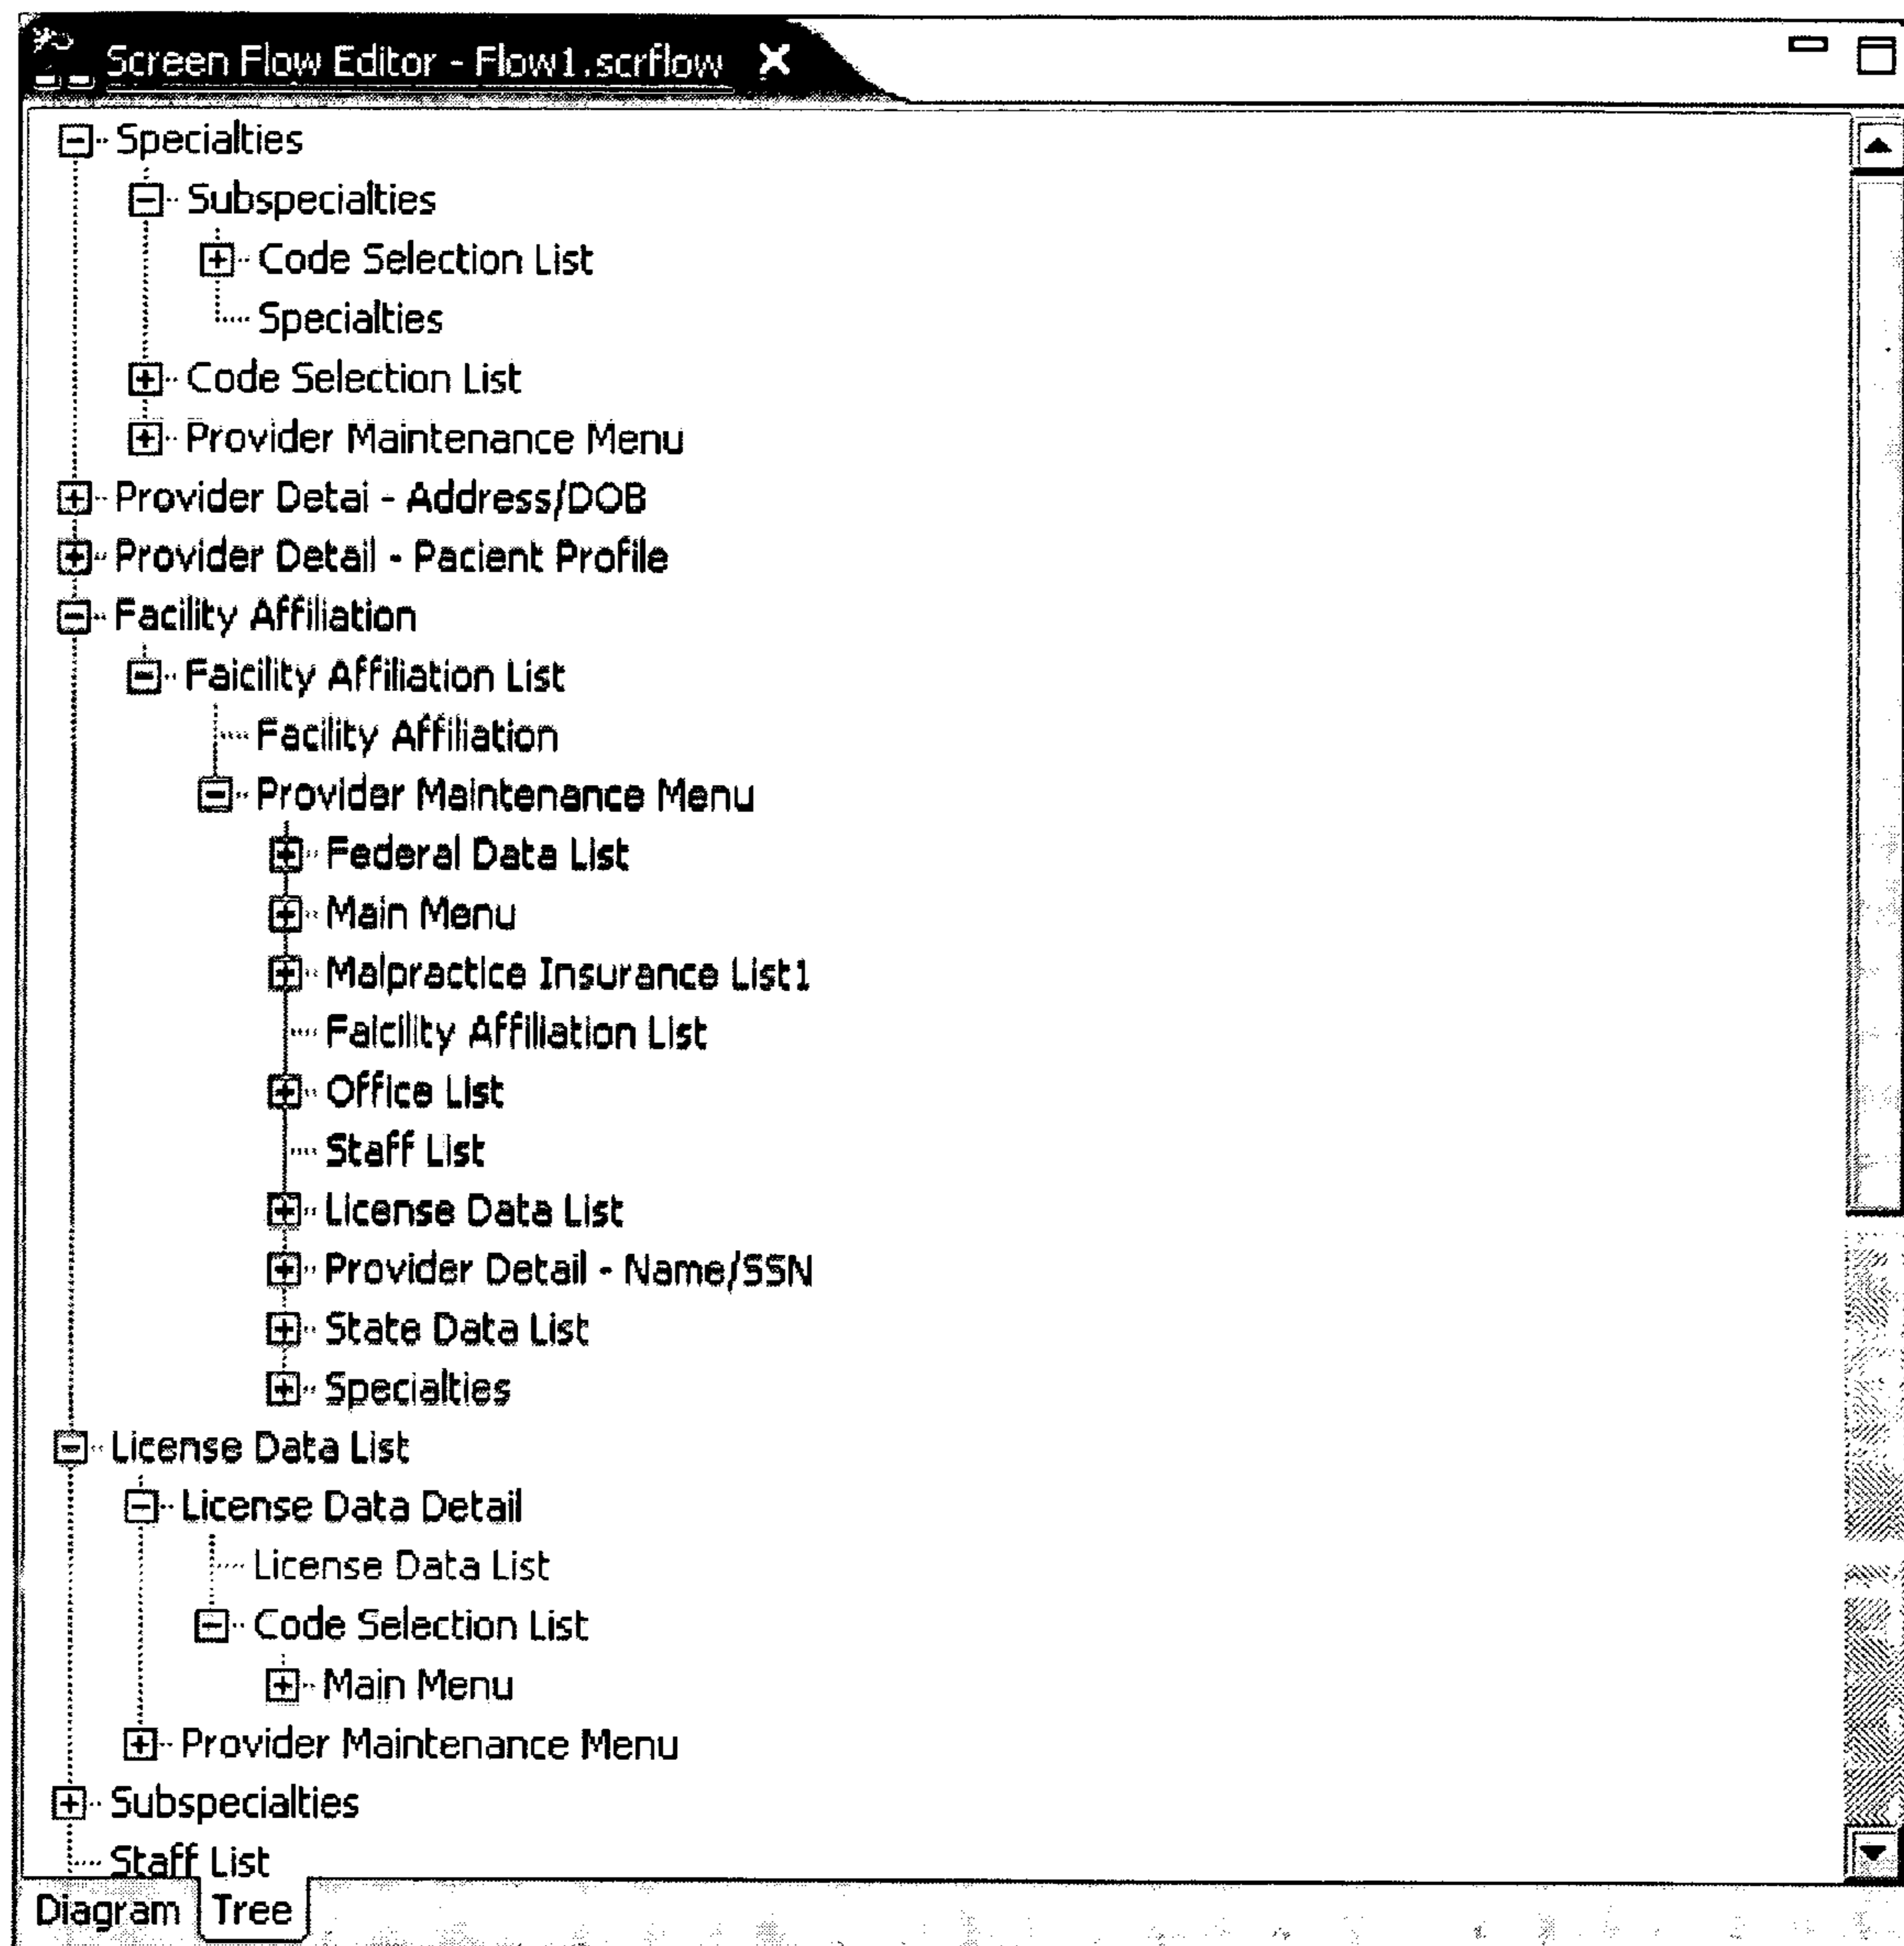 Screen Flow Editor - Flow1.scrflow
Specialties
Subspecialties
Code Selection List
Specialties
Code Selection List
Provider Maintenance Menu
Provider Detai - Address/DOB
Provider Detail - Pacient Profile
Facility Affiliation
Faicility Affiliation List
Facility Affiliation
Provider Maintenance Menu
Federal Data List
Main Menu
Malpractice Insurance List1
Faicility Affiliation List
Office List
Staff List
License Data List
Provider Detail - Name/SSN
State Data List
Specialties
License Data List
License Data Detail
License Data List
Code Selection List
Main Menu
Provider Maintenance Menu
Subspecialties
Staff List
Diagram Tree